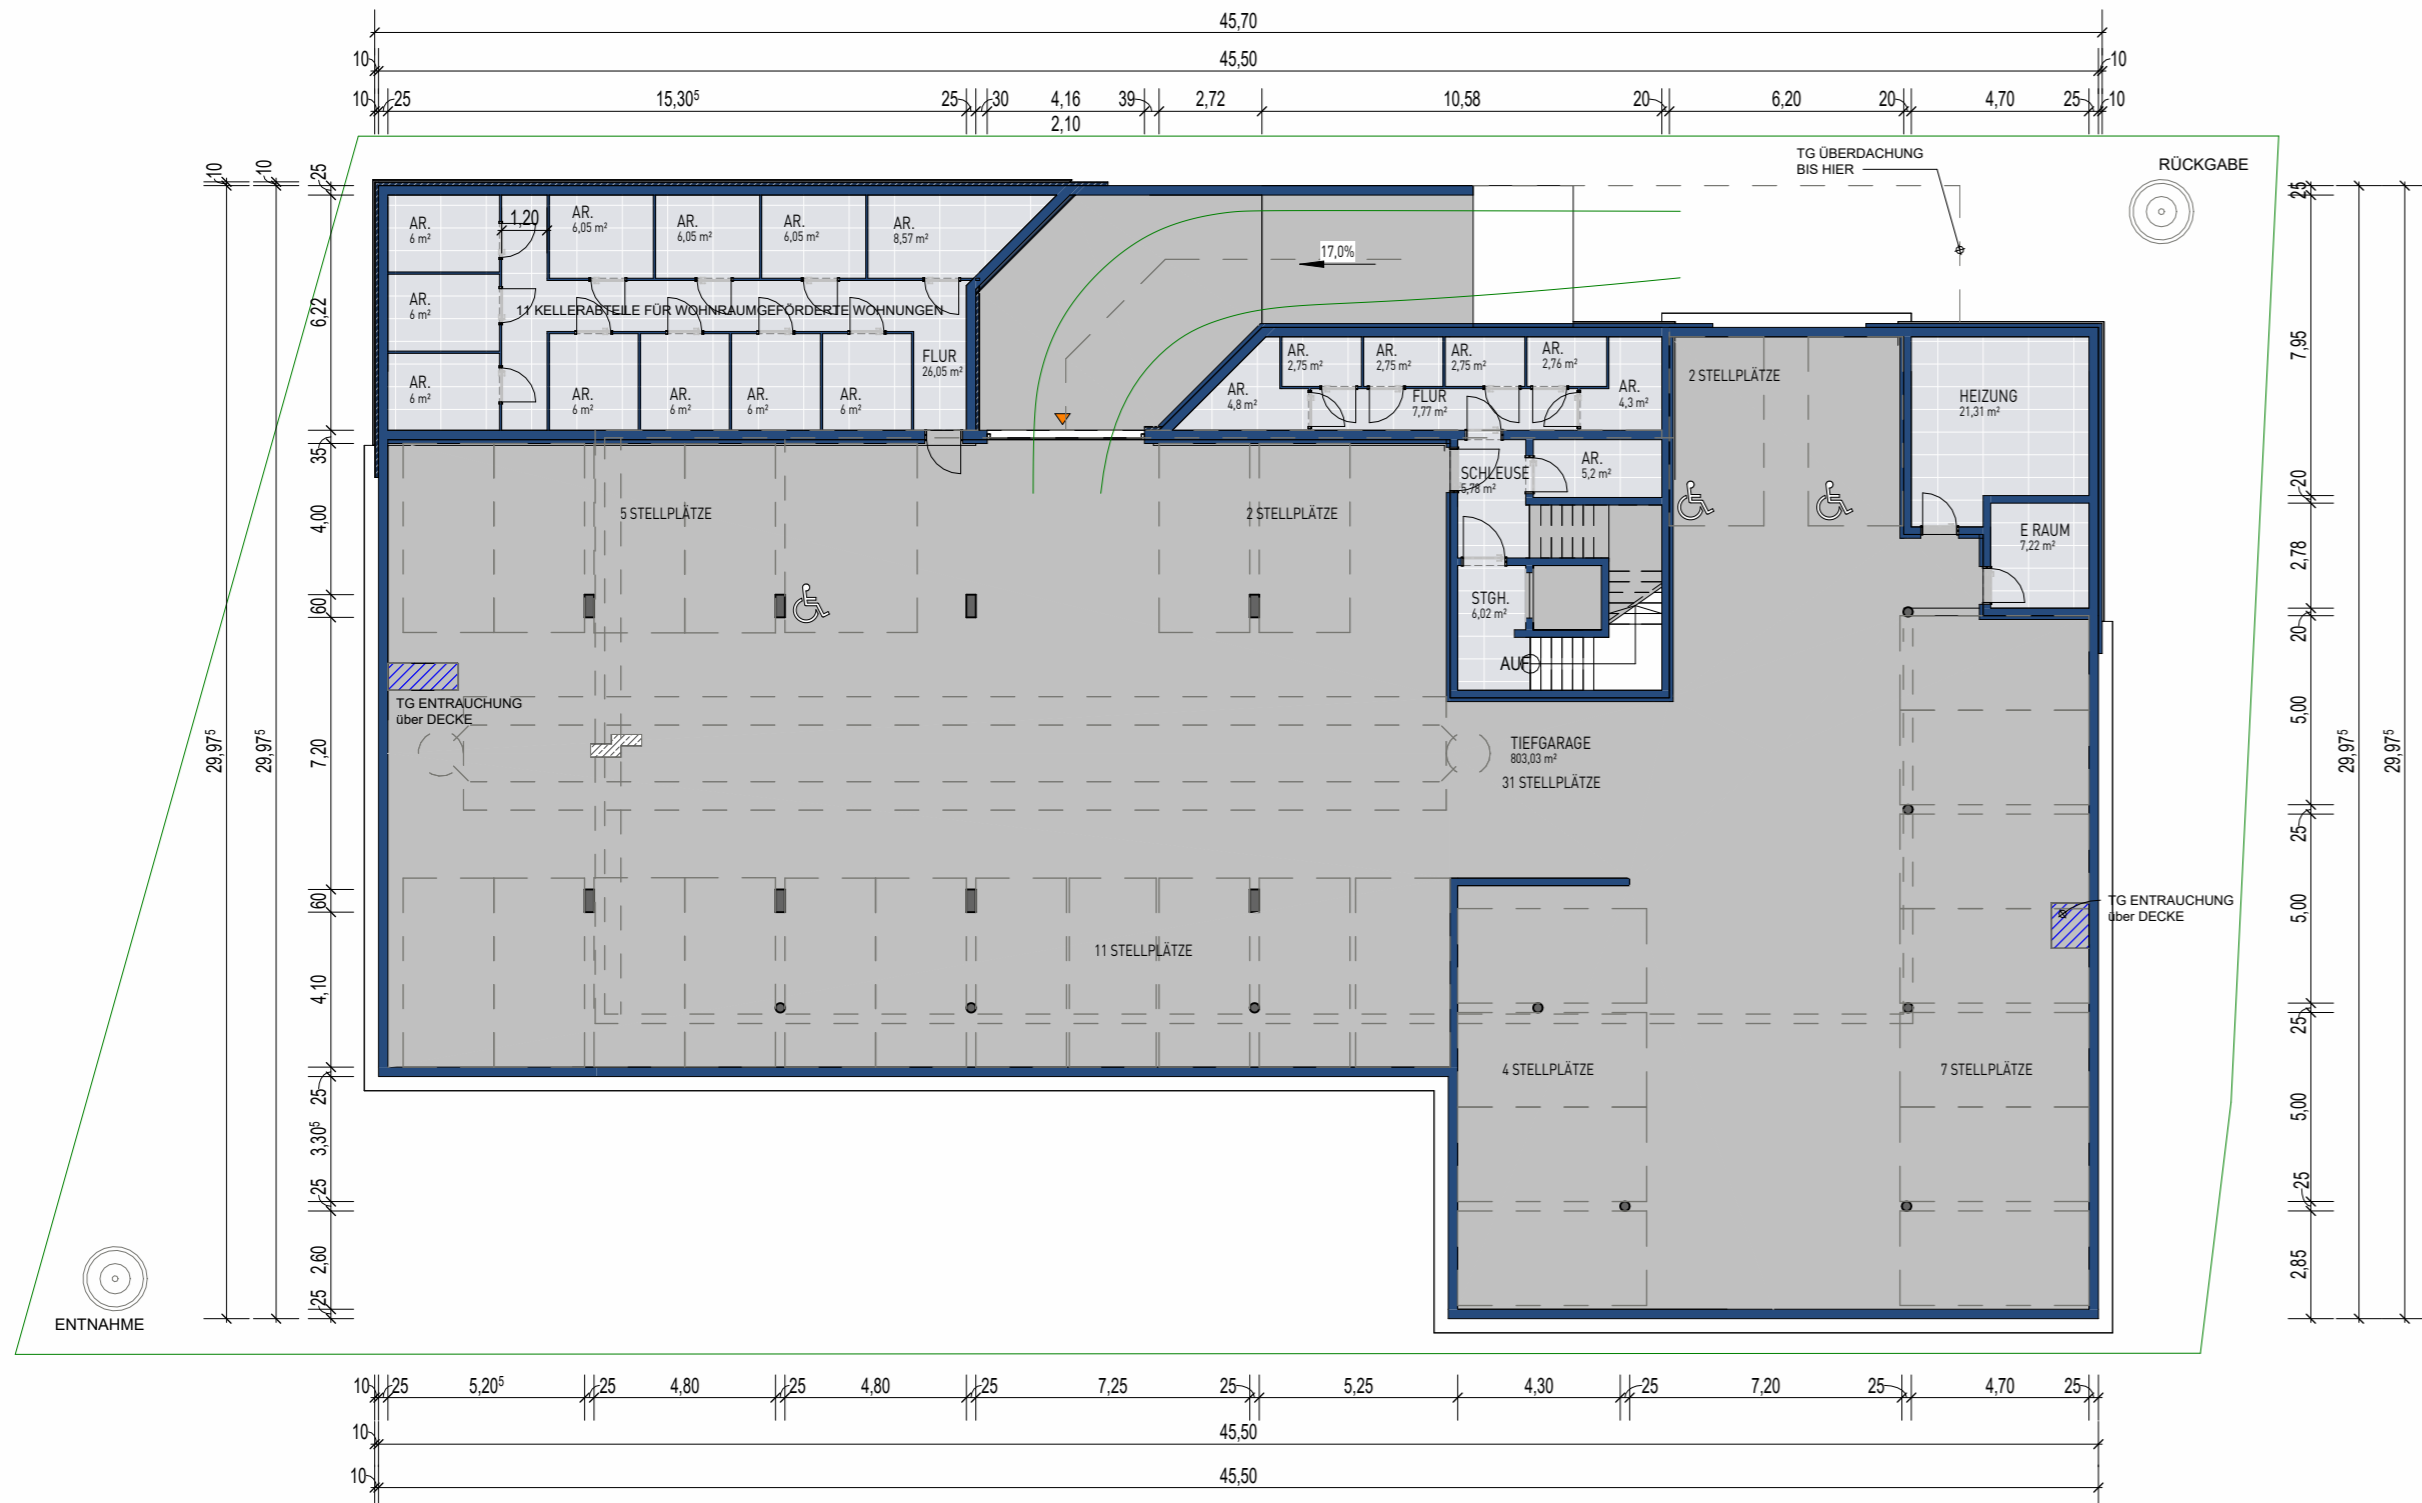 45,70
10 45,50 10
10 25 15,30⁵ 25 30 4,16 39 2,72 10,58 20 6,20 20 4,70 25 10
2,10
TG ÜBERDACHUNG
BIS HIER
RÜCKGABE
10 10 25
25
AR.
6 m²
1,20
AR.
6,05 m²
AR.
6,05 m²
AR.
6,05 m²
AR.
8,57 m²
17,0%
AR.
6 m²
11 KELLERABTEILE FÜR WOHNRAUMGEFÖRDERTE WOHNUNGEN
6,22
7,95
FLUR
26,05 m²
AR.
6 m²
AR.
6 m²
AR.
6 m²
AR.
6 m²
AR.
6 m²
AR.
2,75 m²
AR.
2,75 m²
AR.
2,75 m²
AR.
2,76 m²
AR.
4,8 m²
FLUR
7,77 m²
AR.
4,3 m²
2 STELLPLÄTZE
HEIZUNG
21,31 m²
35
SCHLEUSE
5,78 m²
AR.
5,2 m²
20
4,00
5 STELLPLÄTZE
2 STELLPLÄTZE
E RAUM
7,22 m²
2,78
60
STGH.
6,02 m²
20
AUF
TG ENTRAUCHUNG
über DECKE
5,00
29,97⁵
29,97⁵
7,20
TIEFGARAGE
803,03 m²
31 STELLPLÄTZE
29,97⁵
29,97⁵
25
60
TG ENTRAUCHUNG
über DECKE
5,00
4,10
11 STELLPLÄTZE
25
4 STELLPLÄTZE
7 STELLPLÄTZE
25
5,00
3,30⁵
25
25
2,60
2,85
25
ENTNAHME
10 25 5,20⁵ 25 4,80 25 4,80 25 7,25 25 5,25 4,30 25 7,20 25 4,70 25
10 45,50
10 45,50